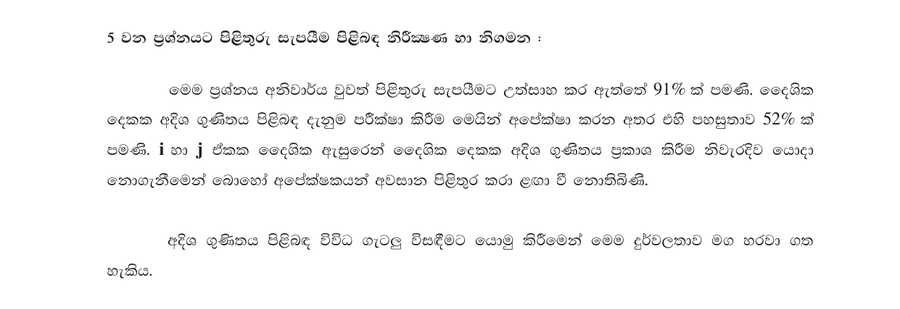 5 වන ප්‍රශ්නයට පිළිතුරු සැපයීම පිළිබඳ නිරීක්‍ෂණ හා නිගමන :
මෙම ප්‍රශ්නය අනිවාර්ය වුවත් පිළිතුරු සැපයීමට උත්සාහ කර ඇත්තේ 91% ක් පමණි. දෛශික
දෙකක අදිශ ගුණිතය පිළිබඳ දැනුම පරීක්ෂා කිරීම මෙයින් අපේක්ෂා කරන අතර එහි පහසුතාව 52% ක්
පමණි. i හා j ඒකක දෛශික ඇසුරෙන් දෛශික දෙකක අදිශ ගුණිතය ප්‍රකාශ කිරීම නිවැරදිව යොදා
නොගැනීමෙන් බොහෝ අපේක්ෂකයන් අවසාන පිළිතුර කරා ළඟා වී නොතිබිණි.
අදිශ ගුණිතය පිළිබඳ විවිධ ගැටලු විසඳීමට යොමු කිරීමෙන් මෙම දුර්වලතාව මග හරවා ගත
හැකිය.